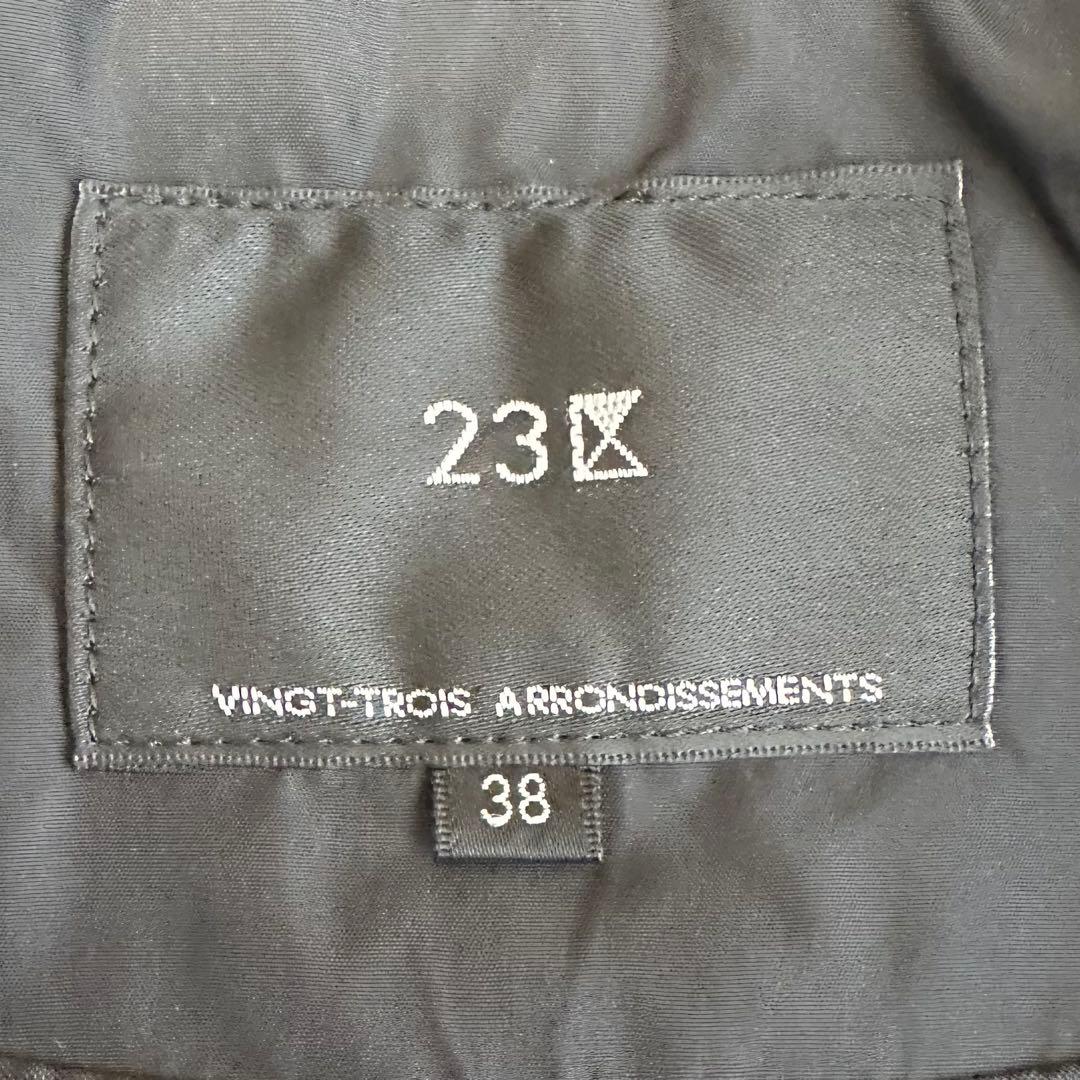 23区
VINGT-TROIS ARRONDISSEMENTS
38